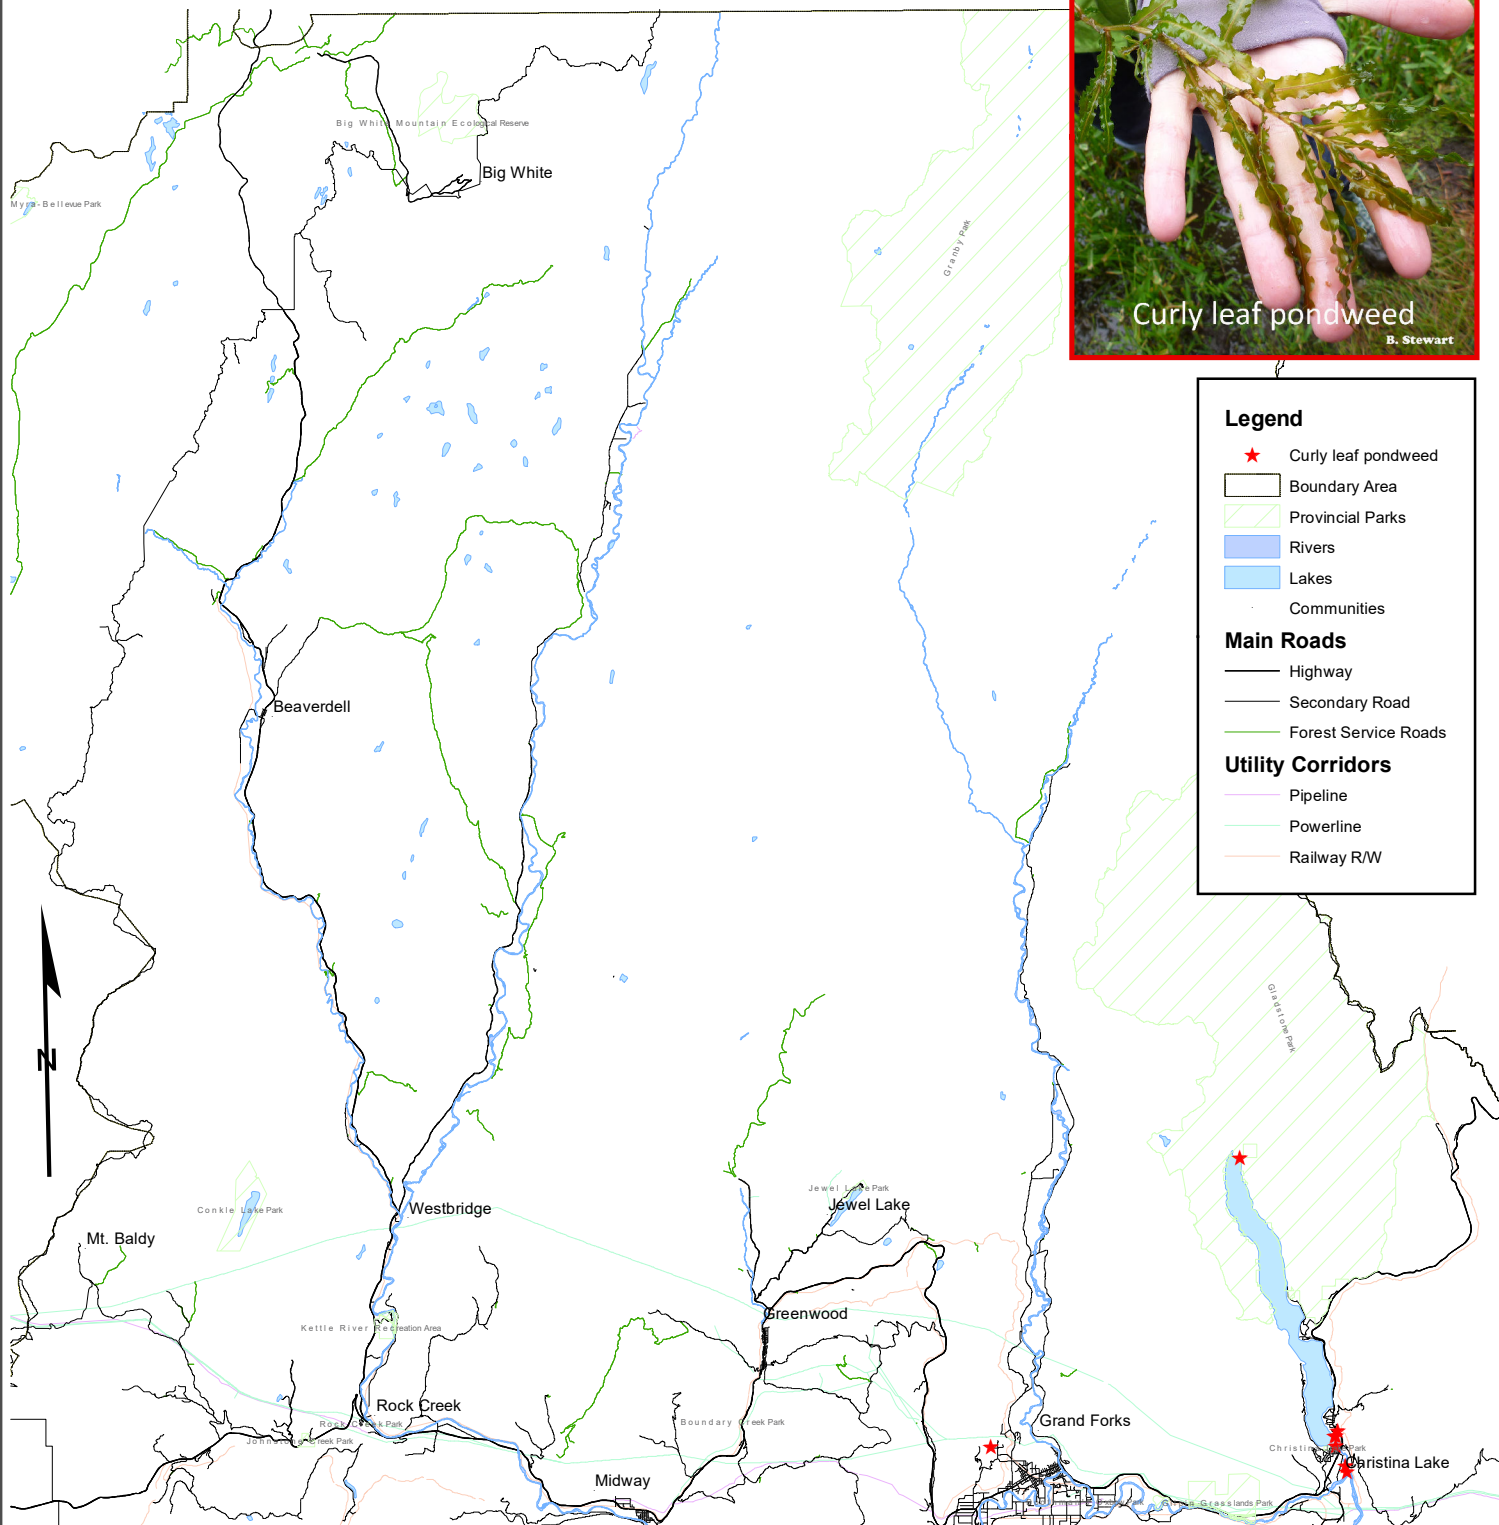 Curly leaf pondweed
B. Stewart
Big White Mountain Ecological Reserve
Big White
Myra-Bellevue Park
Granby Park
Legend
Curly leaf pondweed
Boundary Area
Provincial Parks
Rivers
Lakes
Communities
Main Roads
Highway
Secondary Road
Forest Service Roads
Utility Corridors
Pipeline
Powerline
Railway R/W
Beaverdell
Gladstone Park
N
Jewel Lake Park
Jewel Lake
Conkle Lake Park
Westbridge
Mt. Baldy
Greenwood
Kettle River Recreation Area
Rock Creek
Rock Creek Park
Johnstone Creek Park
Boundary Creek Park
Grand Forks
Christina Lake Park
Christina Lake
Midway
Gilpin Grasslands Park